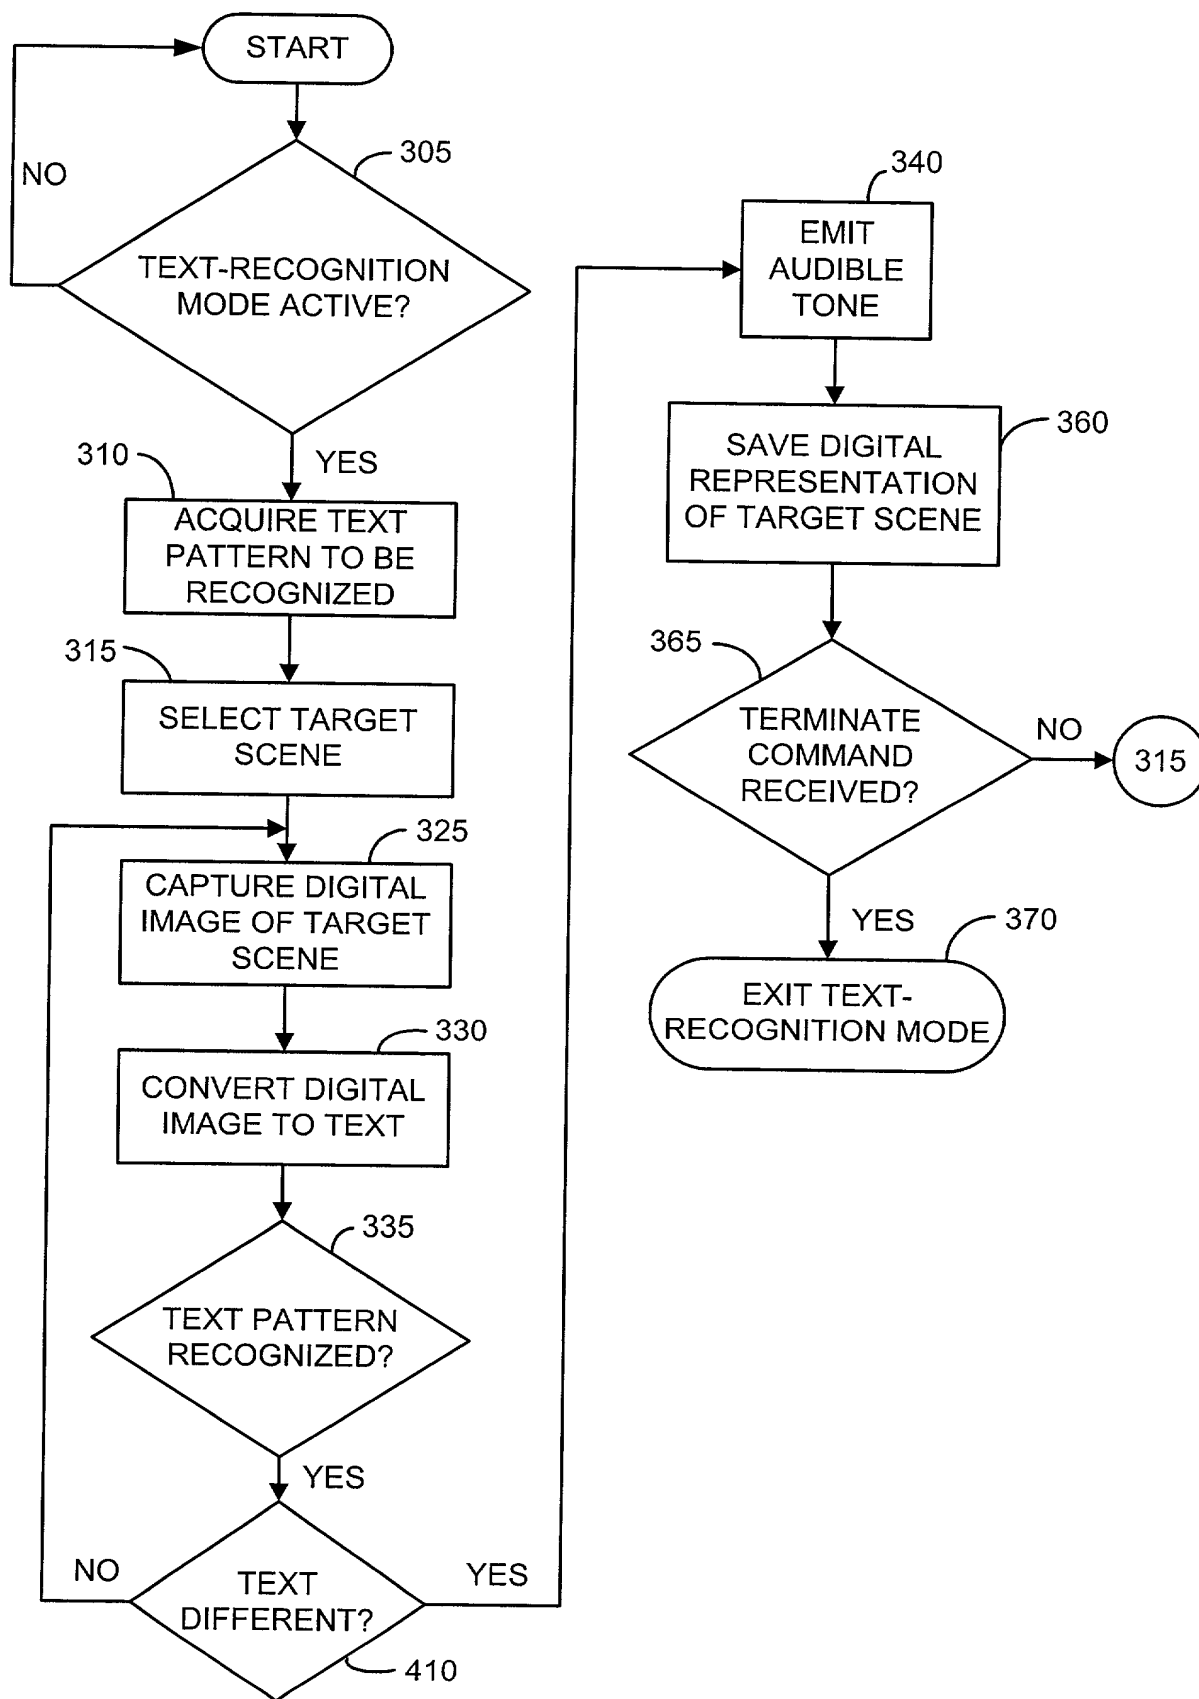 START
NO
305
TEXT-RECOGNITION
MODE ACTIVE?
YES
310
ACQUIRE TEXT
PATTERN TO BE
RECOGNIZED
315
SELECT TARGET
SCENE
325
CAPTURE DIGITAL
IMAGE OF TARGET
SCENE
330
CONVERT DIGITAL
IMAGE TO TEXT
335
TEXT PATTERN
RECOGNIZED?
YES
NO
TEXT
DIFFERENT?
YES
410
340
EMIT
AUDIBLE
TONE
360
SAVE DIGITAL
REPRESENTATION
OF TARGET SCENE
365
TERMINATE
COMMAND
RECEIVED?
NO
315
YES
370
EXIT TEXT-
RECOGNITION MODE